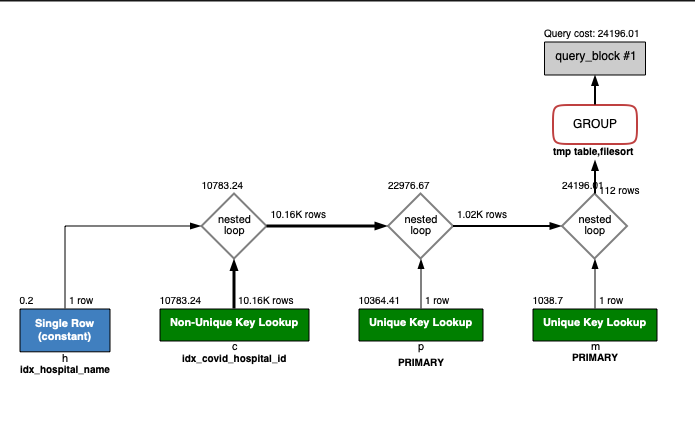 Query cost: 24196.01
query_block #1
GROUP
tmp table,filesort
10783.24
22976.67
24196.01
112 rows
nested
loop
10.16K rows
nested
loop
1.02K rows
nested
loop
0.2
1 row
10783.24
10.16K rows
10364.41
1 row
1038.7
1 row
Single Row
(constant)
Non-Unique Key Lookup
Unique Key Lookup
Unique Key Lookup
h
idx_hospital_name
c
idx_covid_hospital_id
p
PRIMARY
m
PRIMARY